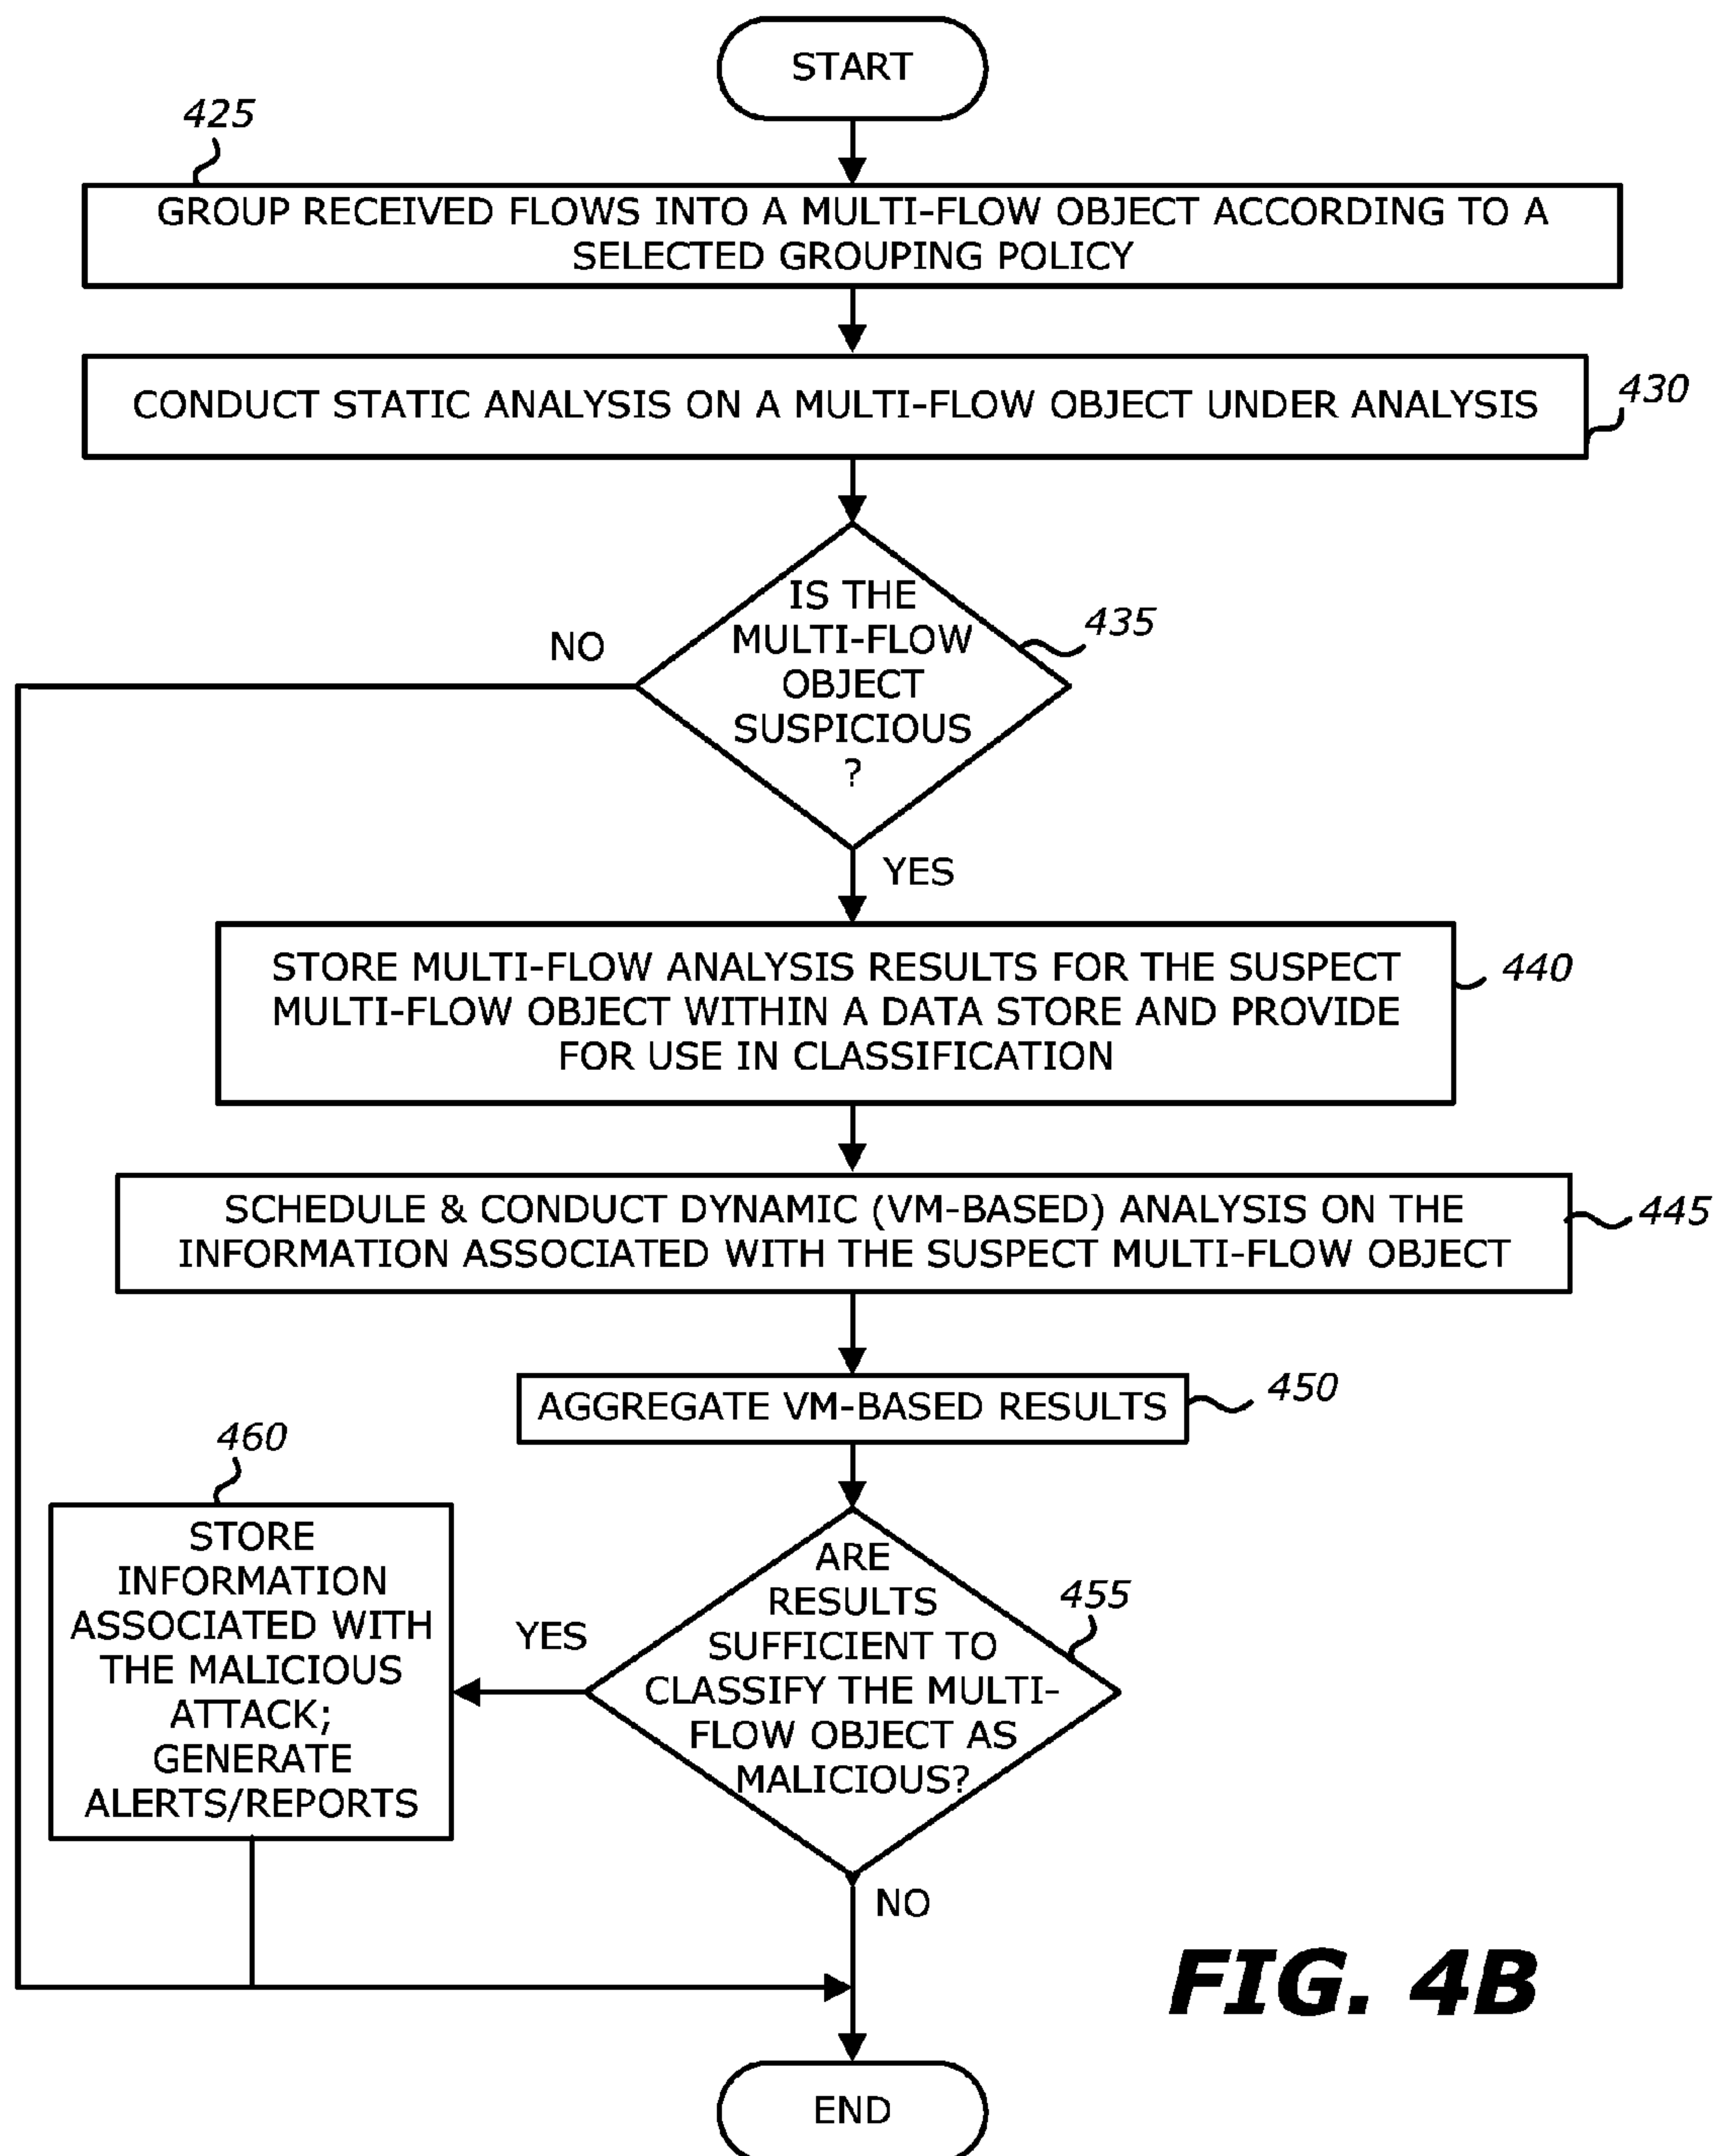 START
425
GROUP RECEIVED FLOWS INTO A MULTI-FLOW OBJECT ACCORDING TO A
SELECTED GROUPING POLICY
CONDUCT STATIC ANALYSIS ON A MULTI-FLOW OBJECT UNDER ANALYSIS
430
IS THE
MULTI-FLOW
OBJECT
SUSPICIOUS
?
435
NO
YES
STORE MULTI-FLOW ANALYSIS RESULTS FOR THE SUSPECT
MULTI-FLOW OBJECT WITHIN A DATA STORE AND PROVIDE
FOR USE IN CLASSIFICATION
440
SCHEDULE & CONDUCT DYNAMIC (VM-BASED) ANALYSIS ON THE
INFORMATION ASSOCIATED WITH THE SUSPECT MULTI-FLOW OBJECT
445
AGGREGATE VM-BASED RESULTS
450
ARE
RESULTS
SUFFICIENT TO
CLASSIFY THE MULTI-
FLOW OBJECT AS
MALICIOUS?
455
YES
460
STORE
INFORMATION
ASSOCIATED WITH
THE MALICIOUS
ATTACK;
GENERATE
ALERTS/REPORTS
NO
FIG. 4B
END